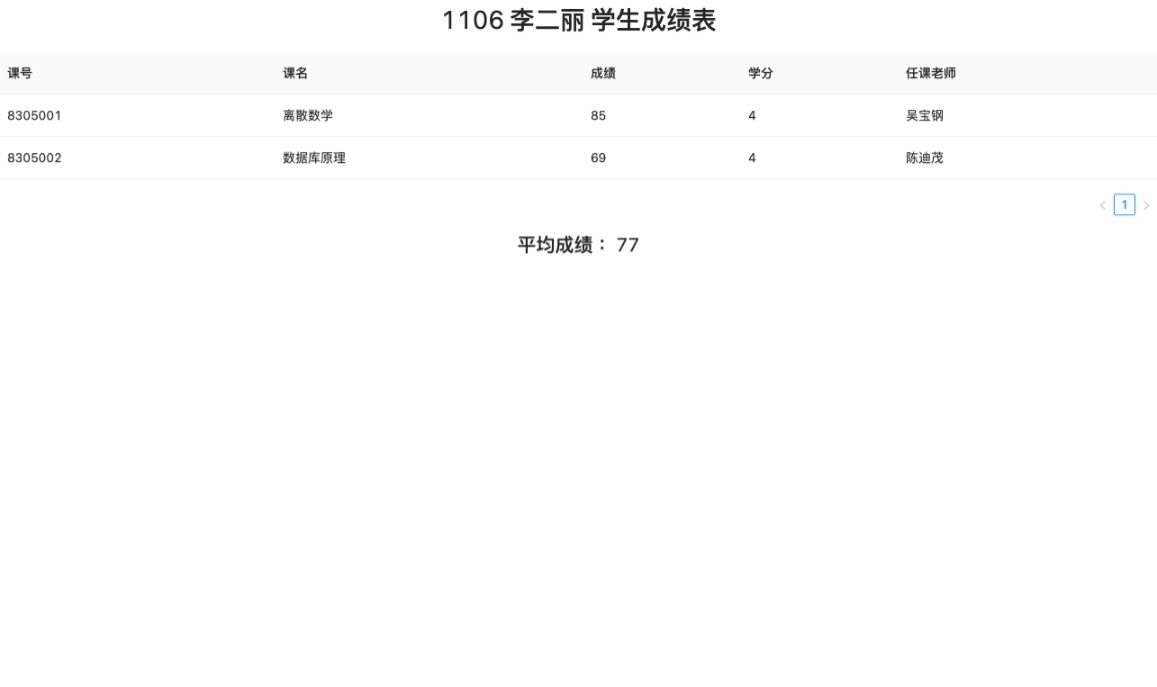 1106 李二丽 学生成绩表
课号 课名 成绩 学分 任课老师
8305001 离散数学 85 4 吴宝钢
8305002 数据库原理 69 4 陈迪茂
< 1 >
平均成绩： 77